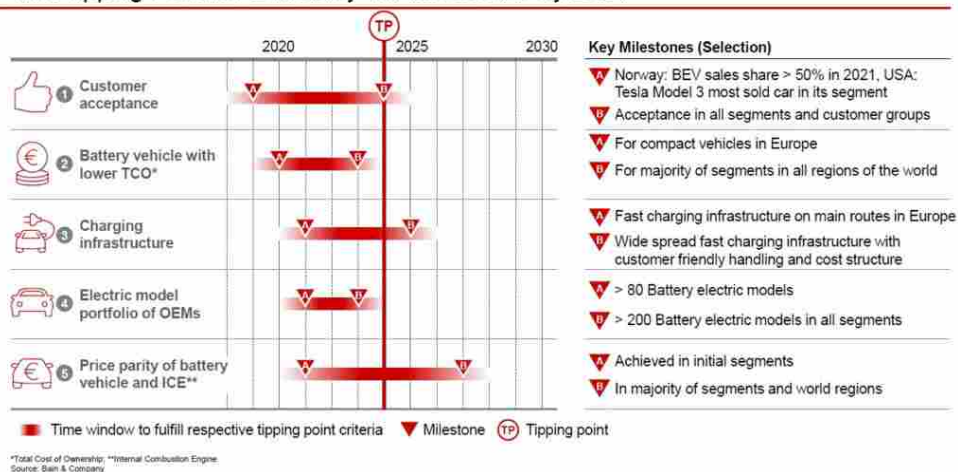 TP
2020 2025 2030
Key Milestones (Selection)
1 Customer
acceptance
A B
A Norway: BEV sales share > 50% in 2021, USA:
Tesla Model 3 most sold car in its segment
B Acceptance in all segments and customer groups
2 Battery vehicle with
lower TCO*
A B
A For compact vehicles in Europe
B For majority of segments in all regions of the world
3 Charging
infrastructure
A B
A Fast charging infrastructure on main routes in Europe
B Wide spread fast charging infrastructure with
customer friendly handling and cost structure
4 Electric model
portfolio of OEMs
A B
A > 80 Battery electric models
B > 200 Battery electric models in all segments
5 Price parity of battery
vehicle and ICE**
A B
A Achieved in initial segments
B In majority of segments and world regions
Time window to fulfill respective tipping point criteria Milestone TP Tipping point
*Total Cost of Ownership; **Internal Combustion Engine
Source: Bain & Company